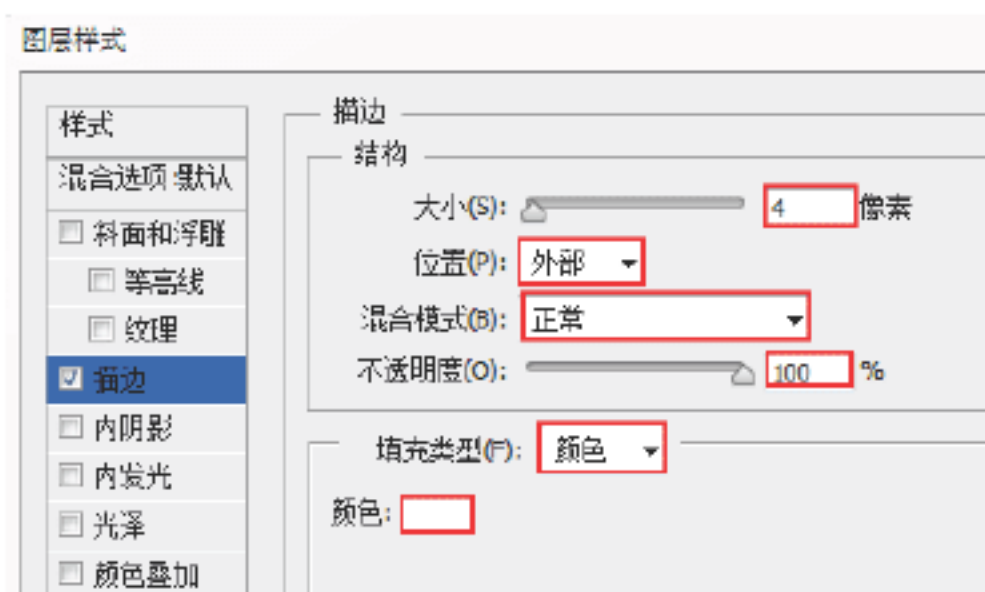 图层样式
样式
混合选项:默认
斜面和浮雕
等高线
纹理
描边
内阴影
内发光
光泽
颜色叠加
描边
结构
大小(S): 4 像素
位置(P): 外部
混合模式(B): 正常
不透明度(O): 100 %
填充类型(F): 颜色
颜色: